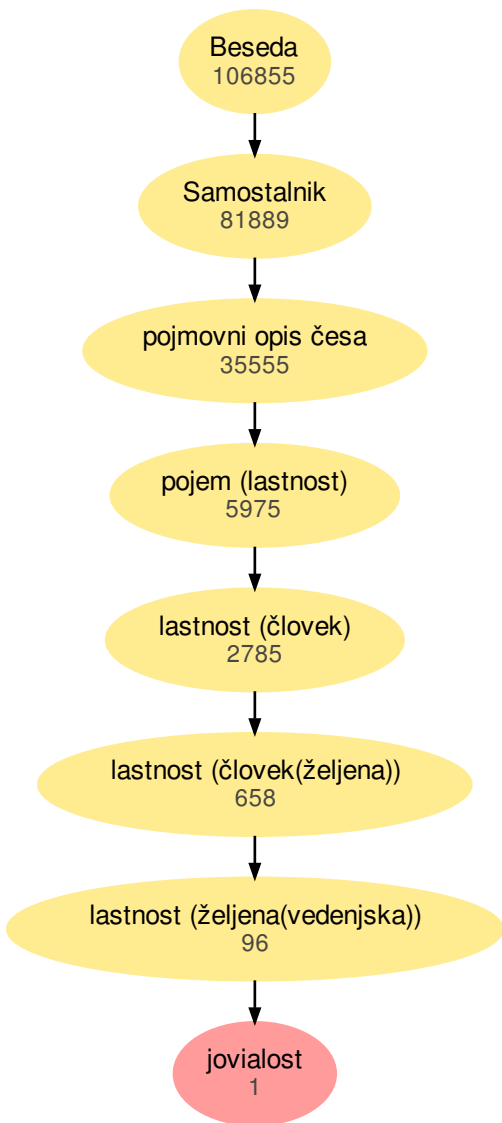 Beseda
106855
Samostalnik
81889
pojmovni opis česa
35555
pojem (lastnost)
5975
lastnost (človek)
2785
lastnost (človek(željena))
658
lastnost (željena(vedenjska))
96
jovialost
1